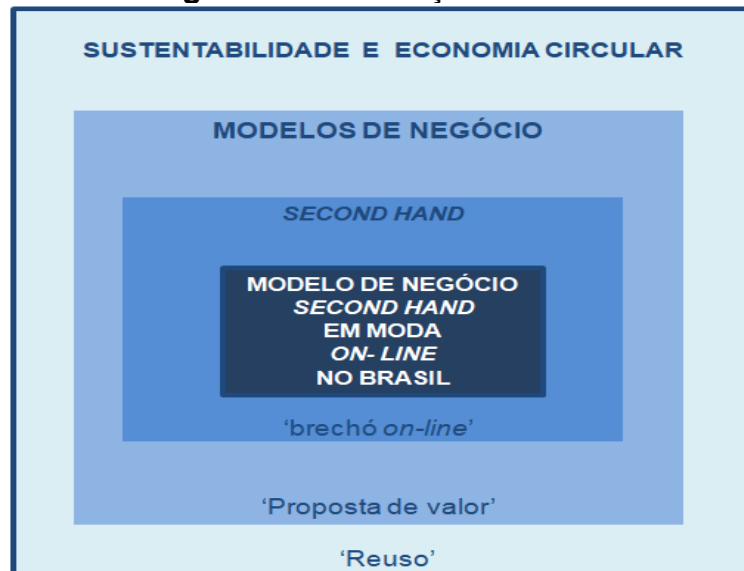 SUSTENTABILIDADE E ECONOMIA CIRCULAR
MODELOS DE NEGÓCIO
SECOND HAND
MODELO DE NEGÓCIO
SECOND HAND
EM MODA
ON- LINE
NO BRASIL
‘brechó on-line’
‘Proposta de valor’
‘Reuso’